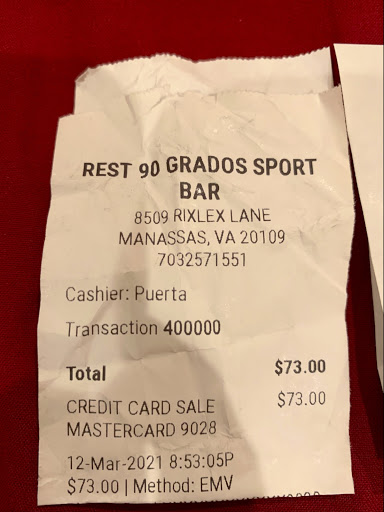 REST 90 GRADOS SPORT
BAR
8509 RIXLEX LANE
MANASSAS, VA 20109
7032571551
Cashier: Puerta
Transaction 400000
Total $73.00
CREDIT CARD SALE $73.00
MASTERCARD 9028
12-Mar-2021 8:53:05P
$73.00 | Method: EMV